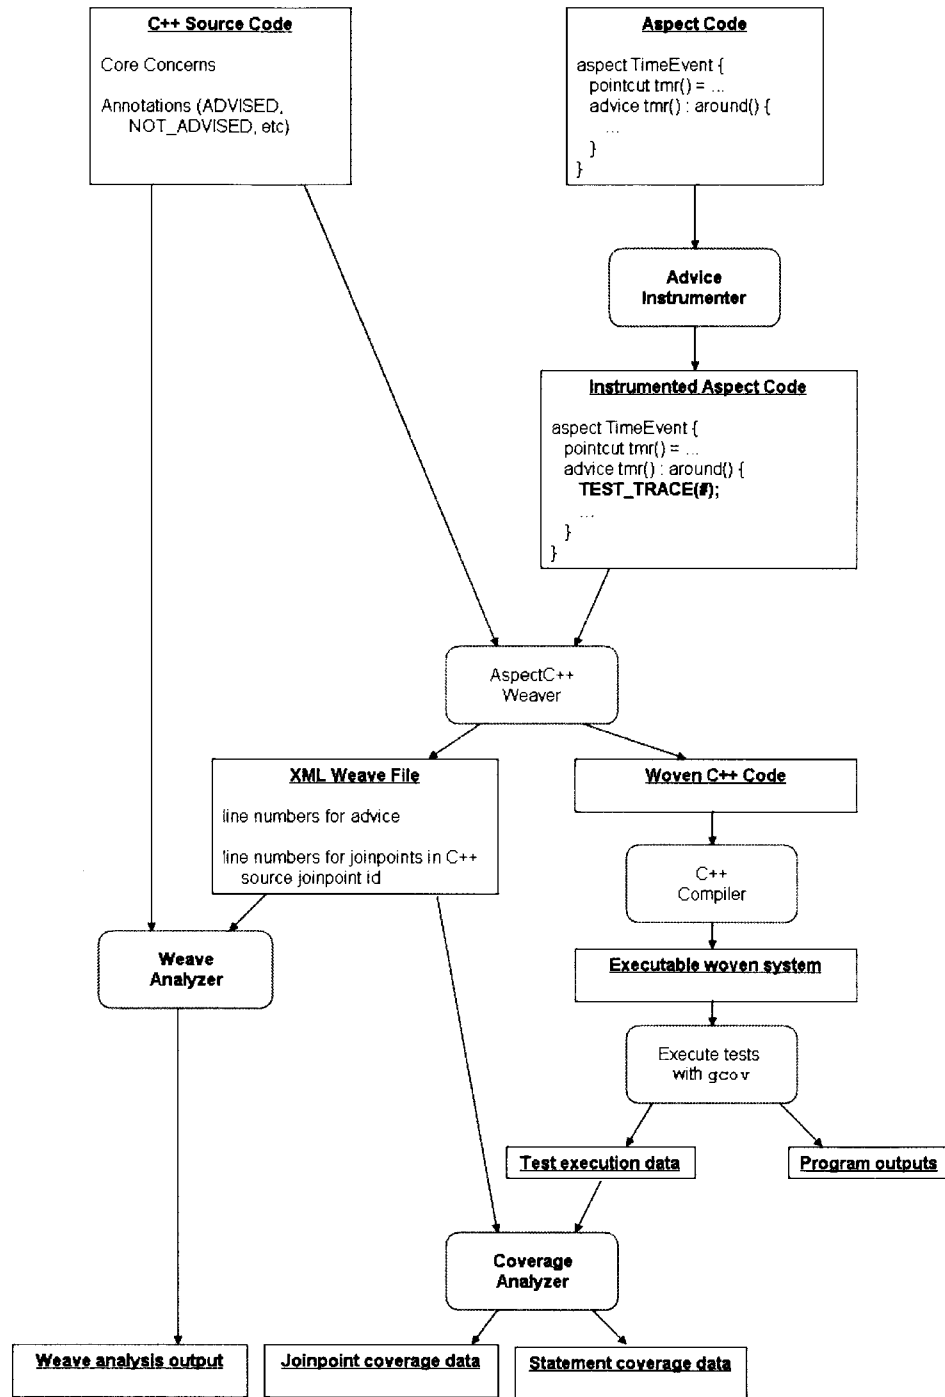 C++ Source Code
Core Concerns
Annotations (ADVISED,
NOT_ADVISED, etc)
Aspect Code
aspect TimeEvent {
pointcut tmr() = ...
advice tmr() : around() {
...
}
}
Advice
Instrumenter
Instrumented Aspect Code
aspect TimeEvent {
pointcut tmr() = ...
advice tmr() : around() {
TEST_TRACE(#);
...
}
}
AspectC++
Weaver
XML Weave File
line numbers for advice
line numbers for joinpoints in C++
source joinpoint id
Woven C++ Code
C++
Compiler
Weave
Analyzer
Executable woven system
Execute tests
with gcov
Test execution data
Program outputs
Coverage
Analyzer
Weave analysis output
Joinpoint coverage data
Statement coverage data